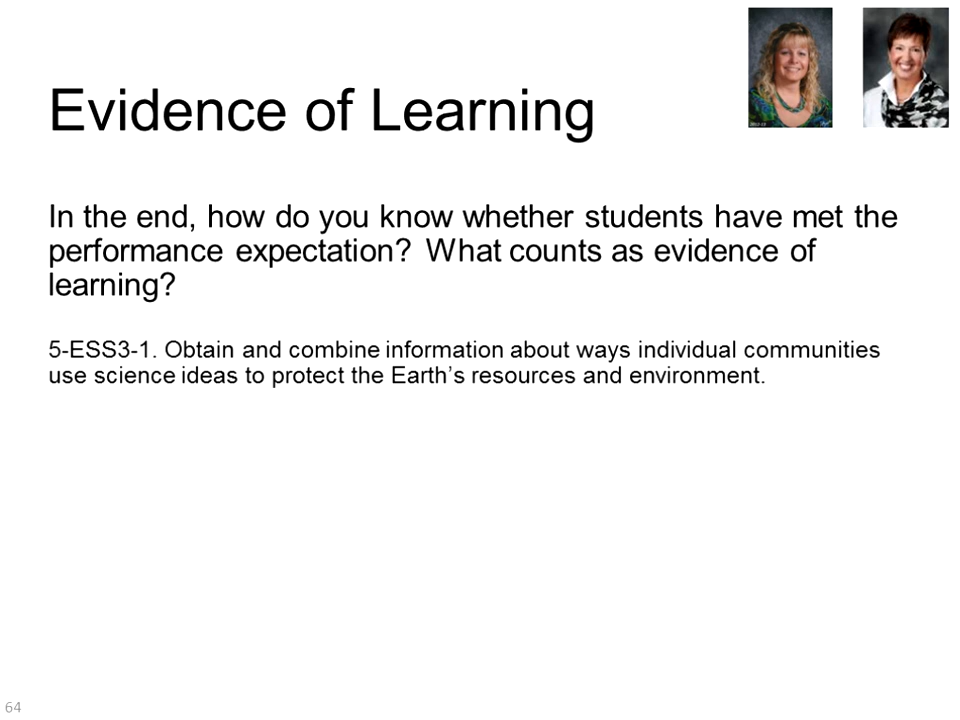 Evidence of Learning
In the end, how do you know whether students have met the
performance expectation? What counts as evidence of
learning?
5-ESS3-1. Obtain and combine information about ways individual communities
use science ideas to protect the Earth’s resources and environment.
64